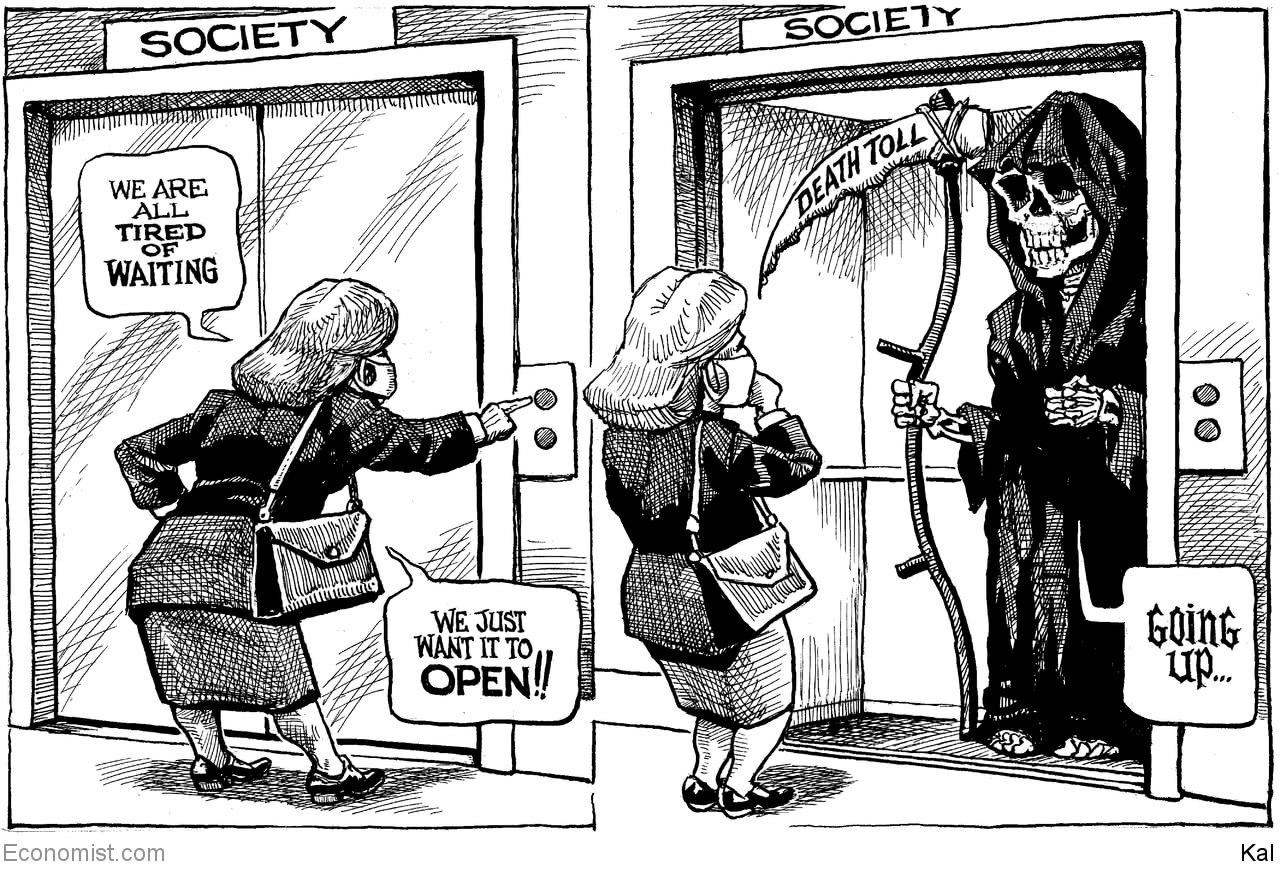 SOCIETY
WE ARE
ALL
TIRED
OF
WAITING
WE JUST
WANT IT TO
OPEN!!
SOCIETY
DEATH TOLL
GOING
UP...
Economist.com
Kal